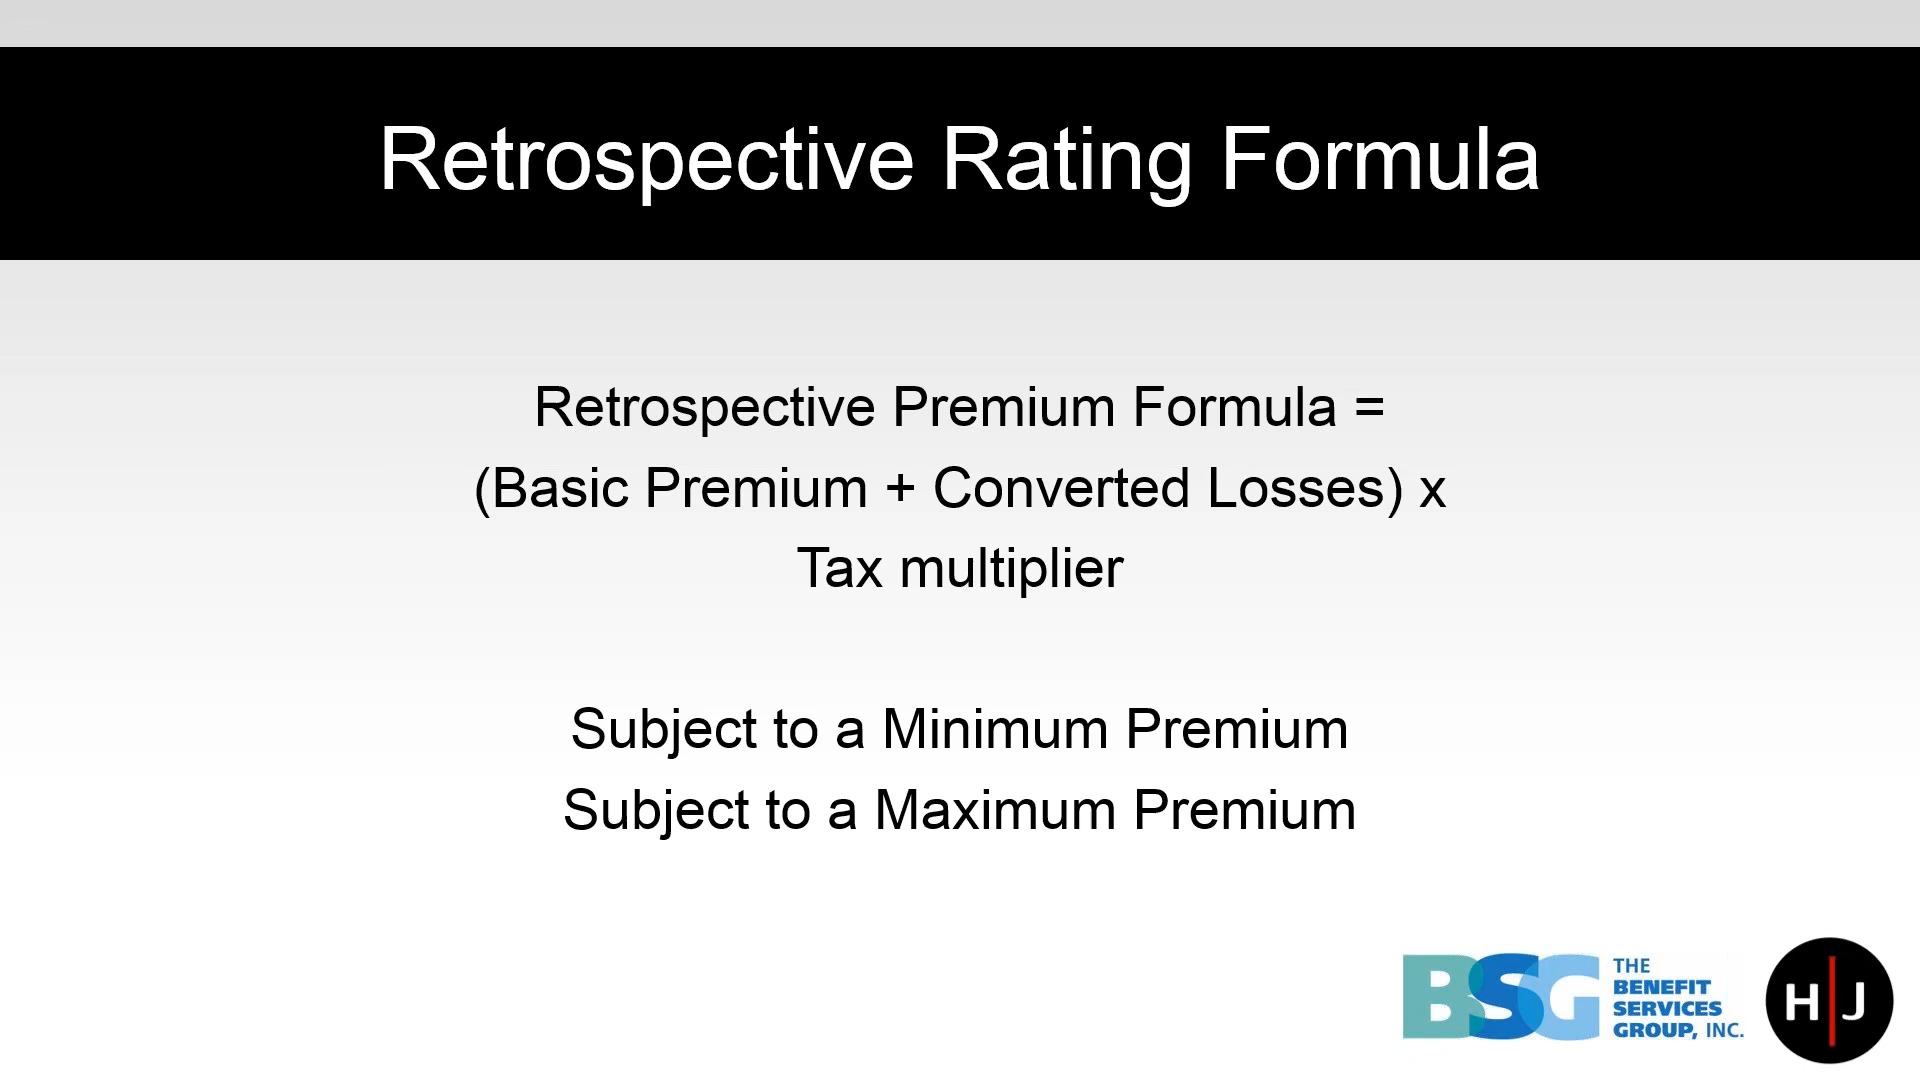 Retrospective Rating Formula
Retrospective Premium Formula =
(Basic Premium + Converted Losses) x
Tax multiplier
Subject to a Minimum Premium
Subject to a Maximum Premium
BSG
THE
BENEFIT
SERVICES
GROUP, INC.
H|J